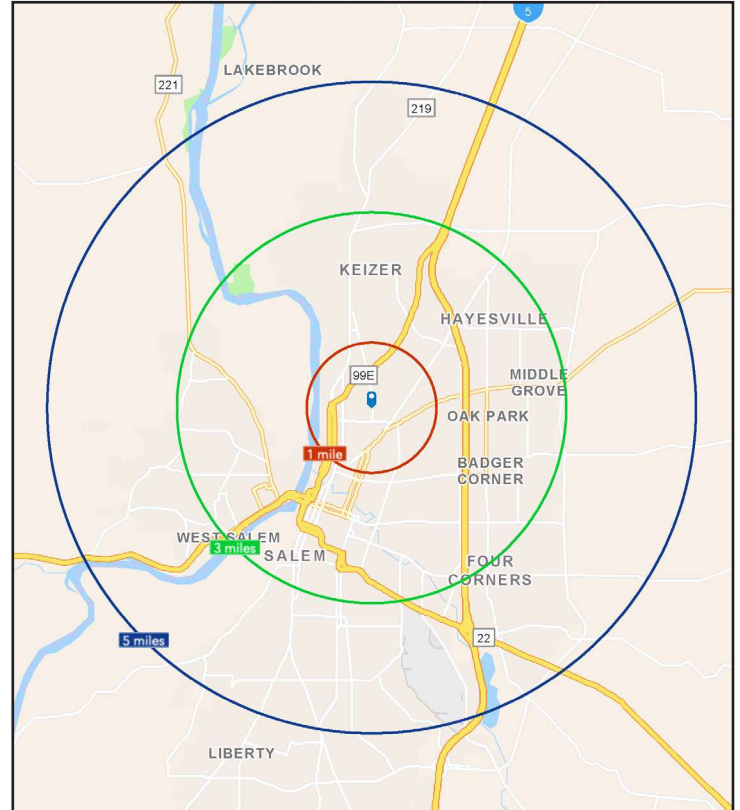 5
LAKEBROOK
221
219
KEIZER
HAYESVILLE
99E
MIDDLE
GROVE
OAK PARK
1 mile
BADGER
CORNER
WEST SALEM
3 miles
SALEM
FOUR
CORNERS
5 miles
22
LIBERTY